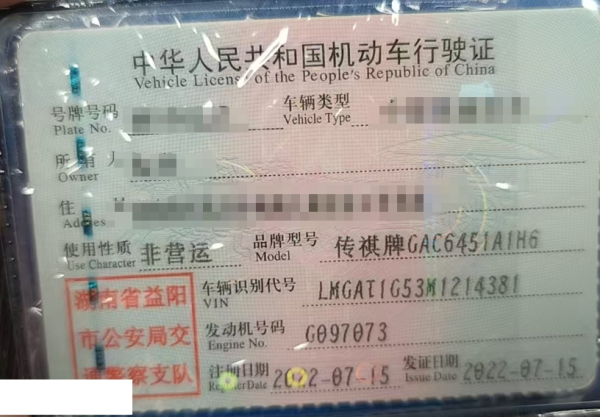 中华人民共和国机动车行驶证
Vehicle License of the People's Republic of China
号牌号码 车辆类型
Plate No. Vehicle Type
所 人
Owner
住
Address
使用性质 非营运 品牌型号 传祺牌GAC6451A1H6
Use Character Model
车辆识别代号 LMGAT1G53M1214381
VIN
发动机号码 G097073
Engine No.
注册日期 2022-07-15 发证日期 2022-07-15
Register Date Issue Date
湖南省益阳
市公安局交
通警察支队